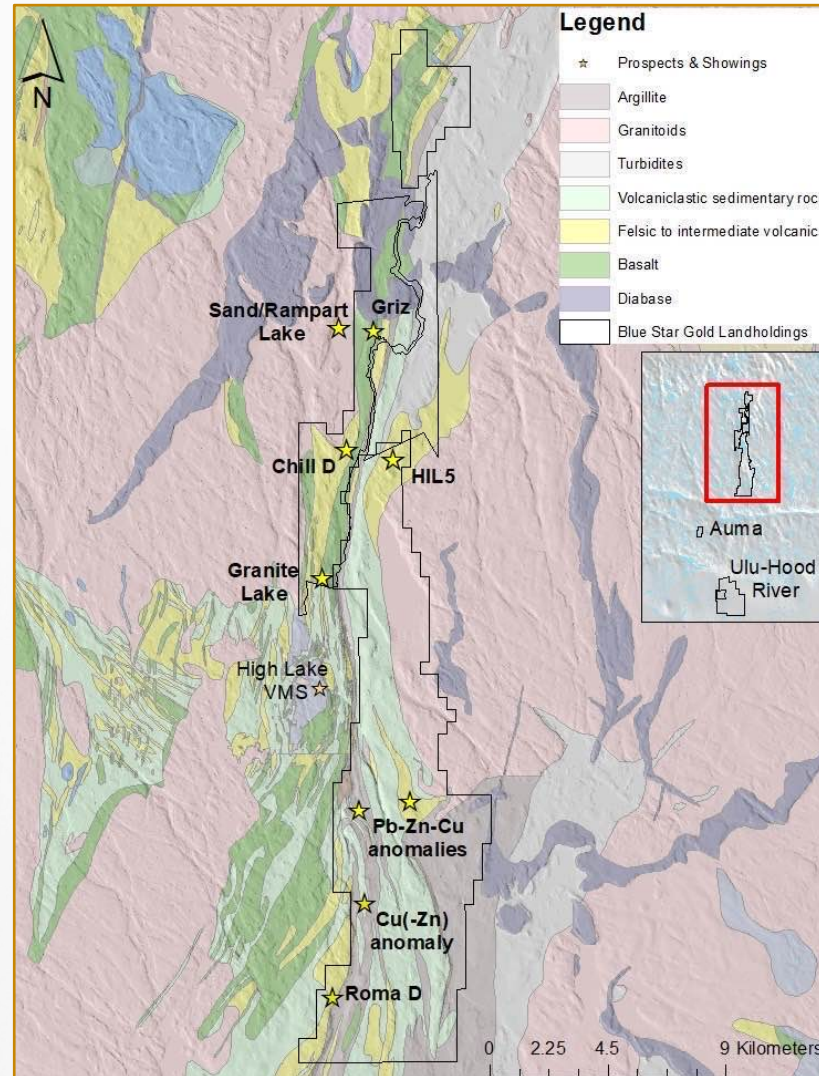 Legend
Prospects & Showings
Argillite
Granitoids
Turbidites
Volcaniclastic sedimentary roc
Felsic to intermediate volcanic
Basalt
Diabase
Blue Star Gold Landholdings
N
Sand/Rampart
Lake
Griz
Chill D
HIL5
Granite
Lake
High Lake
VMS
Auma
Ulu-Hood
River
Pb-Zn-Cu
anomalies
Cu(-Zn)
anomaly
Roma D
0 2.25 4.5 9 Kilometers